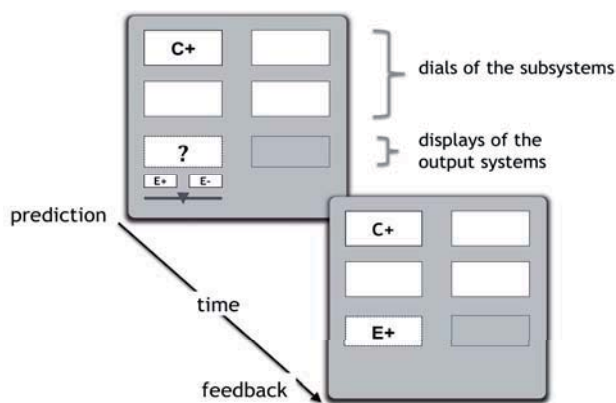 C+
dials of the subsystems
?
displays of the
output systems
E+ E-
prediction
C+
time
E+
feedback